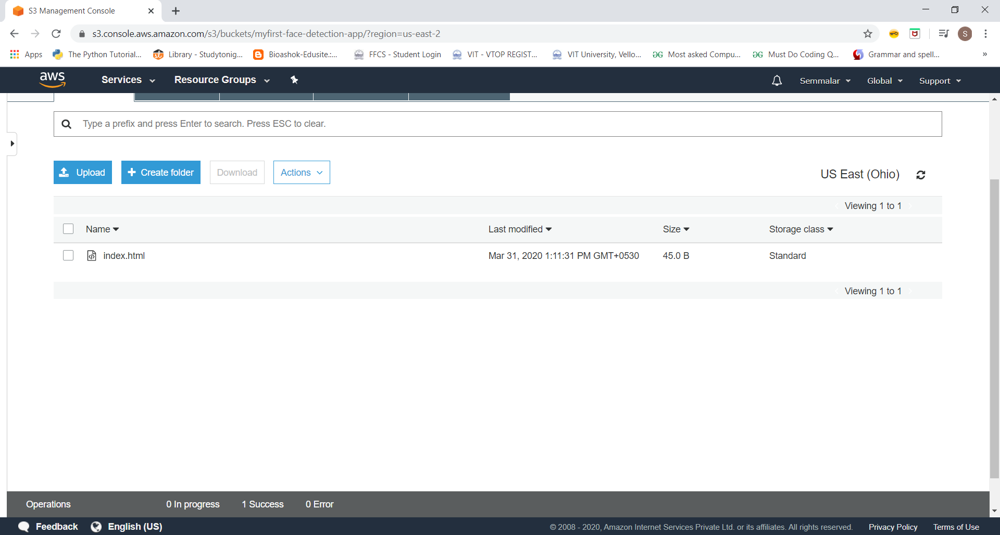 S3 Management Console
s3.console.aws.amazon.com/s3/buckets/myfirst-face-detection-app/?region=us-east-2
S
Apps The Python Tutorial... Library - Studytonig... Bioashok-Edusite:... FFCS - Student Login VIT - VTOP REGIST... VIT University, Vello... Most asked Compu... Must Do Coding Q... Grammar and spell... »
aws Services Resource Groups Semmalar Global Support
Type a prefix and press Enter to search. Press ESC to clear.
Upload Create folder Download Actions US East (Ohio)
Viewing 1 to 1
Name Last modified Size Storage class
index.html Mar 31, 2020 1:11:31 PM GMT+0530 45.0 B Standard
Viewing 1 to 1
Operations 0 In progress 1 Success 0 Error
Feedback English (US) © 2008 - 2020, Amazon Internet Services Private Ltd. or its affiliates. All rights reserved. Privacy Policy Terms of Use